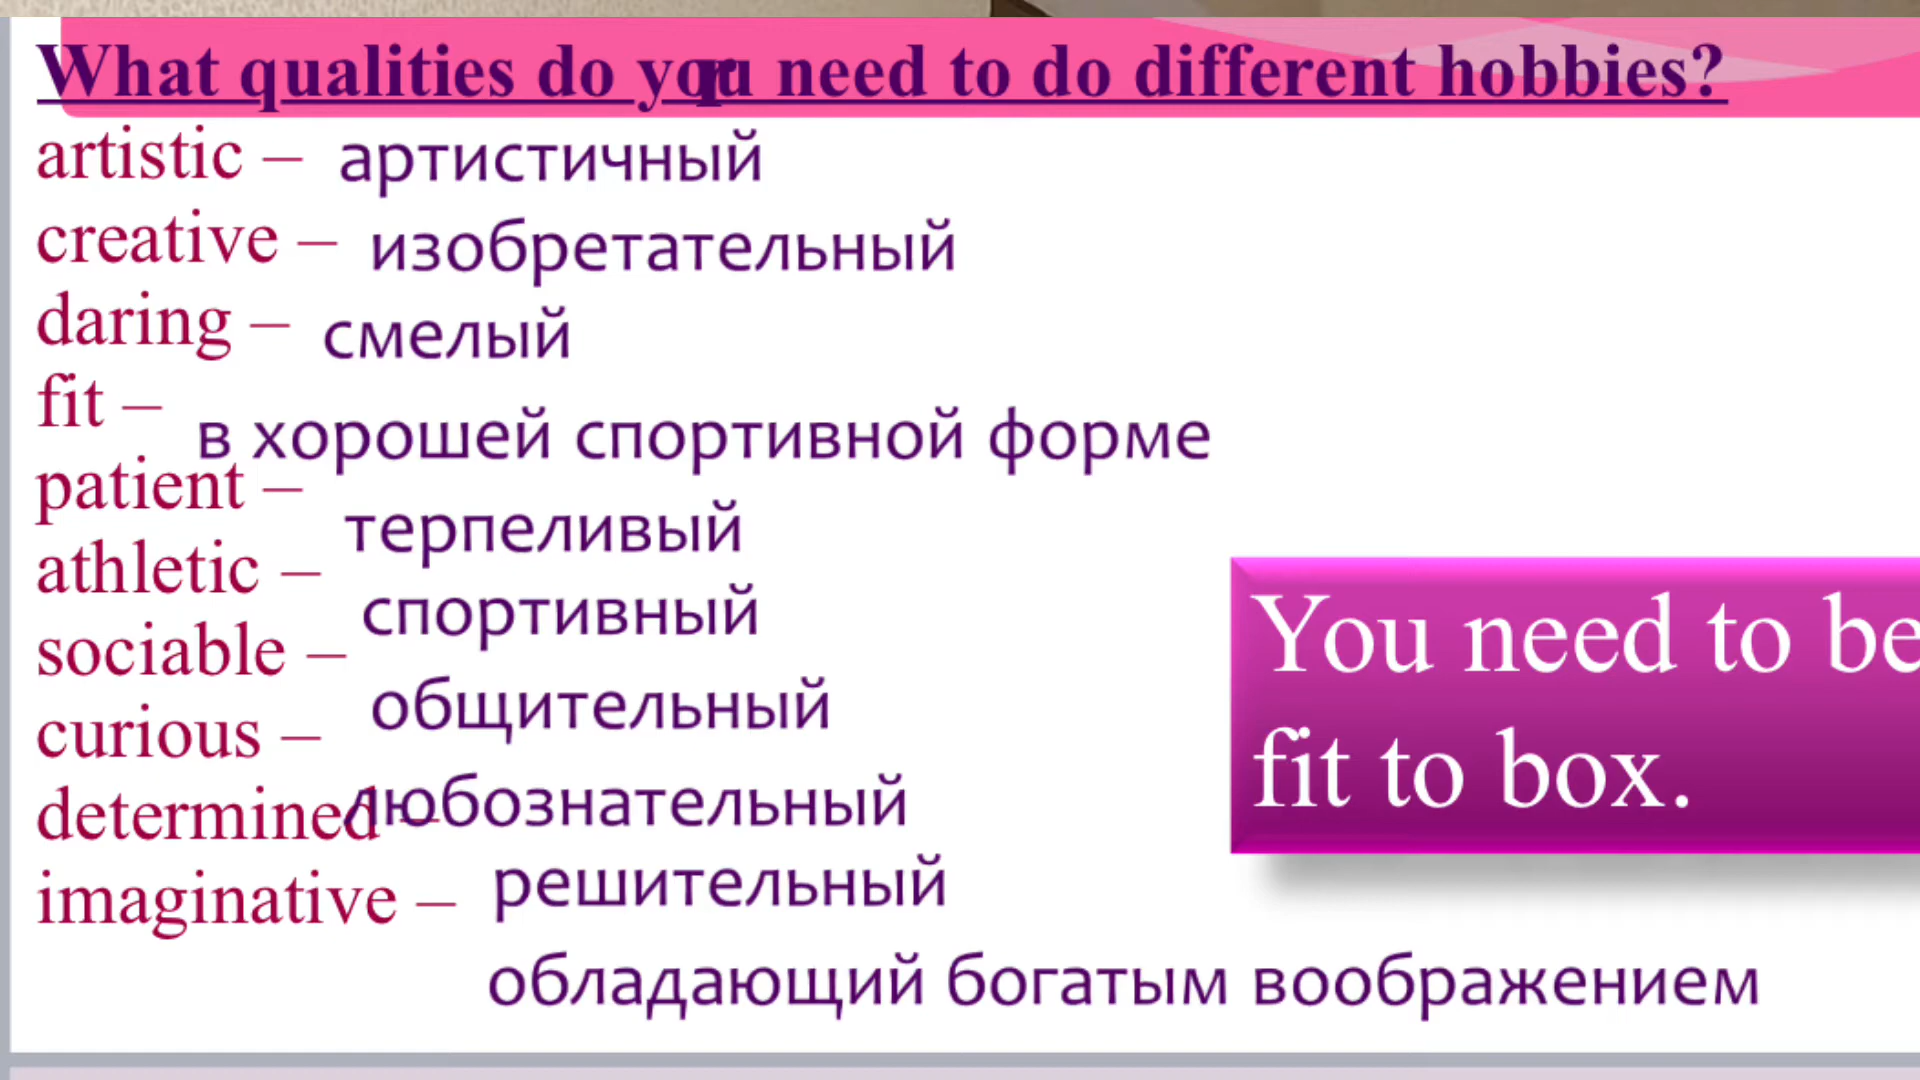 What qualities do you need to do different hobbies?
artistic – артистичный
creative – изобретательный
daring – смелый
fit – в хорошей спортивной форме
patient – терпеливый
athletic – спортивный
sociable – общительный
curious – любознательный
determined – решительный
imaginative – обладающий богатым воображением
You need to be
fit to box.